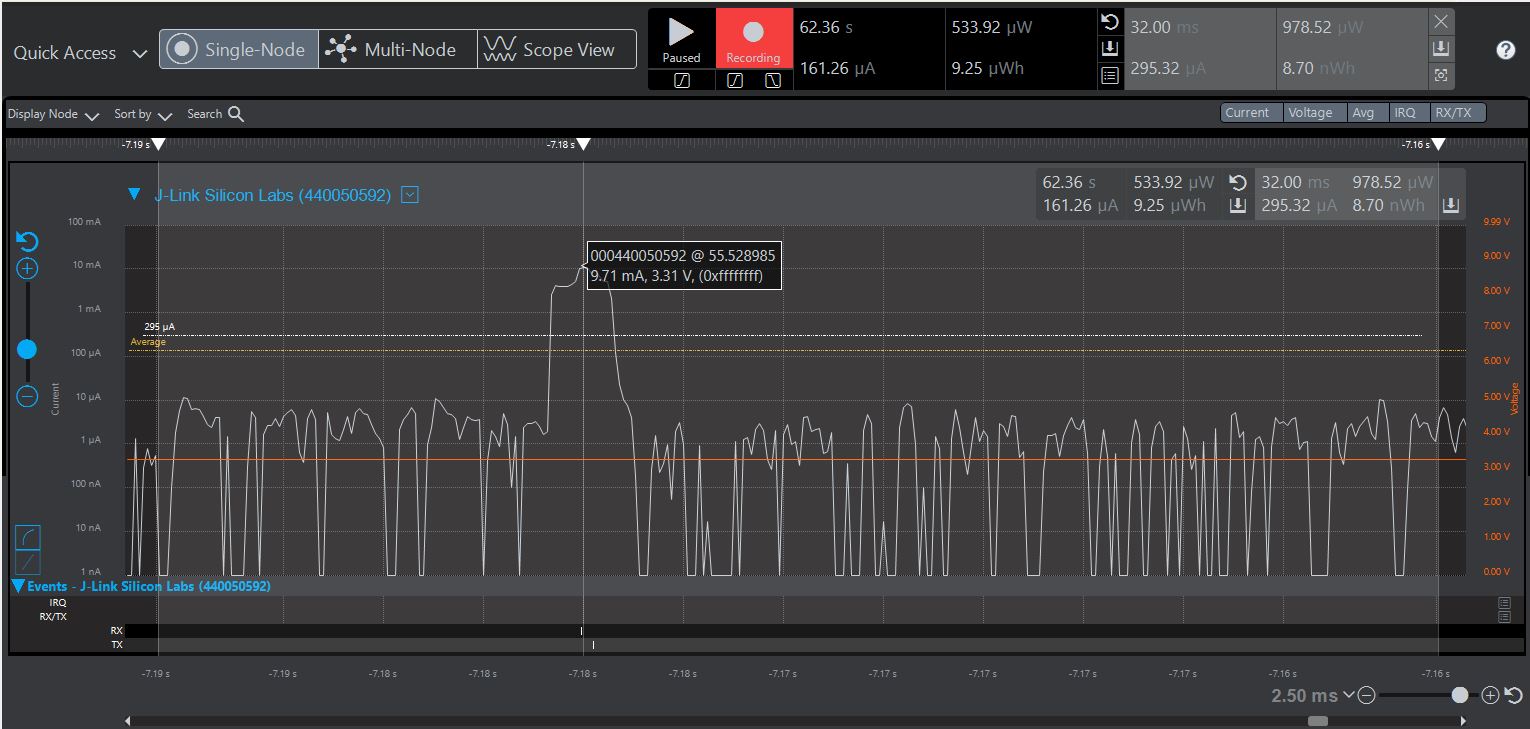 Quick Access
Single-Node
Multi-Node
Scope View
Paused
Recording
62.36 s
533.92 µW
161.26 µA
9.25 µWh
32.00 ms
978.52 µW
295.32 µA
8.70 nWh
?
Display Node
Sort by
Search
Current
Voltage
Avg
IRQ
RX/TX
-7.19 s
-7.18 s
-7.16 s
J-Link Silicon Labs (440050592)
62.36 s
533.92 µW
161.26 µA
9.25 µWh
32.00 ms
978.52 µW
295.32 µA
8.70 nWh
100 mA
10 mA
1 mA
100 µA
10 µA
1 µA
100 nA
10 nA
1 nA
Current
000440050592 @ 55.528985
9.71 mA, 3.31 V, (0xffffffff)
295 µA
Average
9.99 V
9.00 V
8.00 V
7.00 V
6.00 V
5.00 V
4.00 V
3.00 V
2.00 V
1.00 V
0.00 V
Voltage
Events - J-Link Silicon Labs (440050592)
IRQ
RX/TX
RX
TX
-7.19 s
-7.19 s
-7.18 s
-7.18 s
-7.18 s
-7.18 s
-7.17 s
-7.17 s
-7.17 s
-7.17 s
-7.17 s
-7.16 s
-7.16 s
2.50 ms